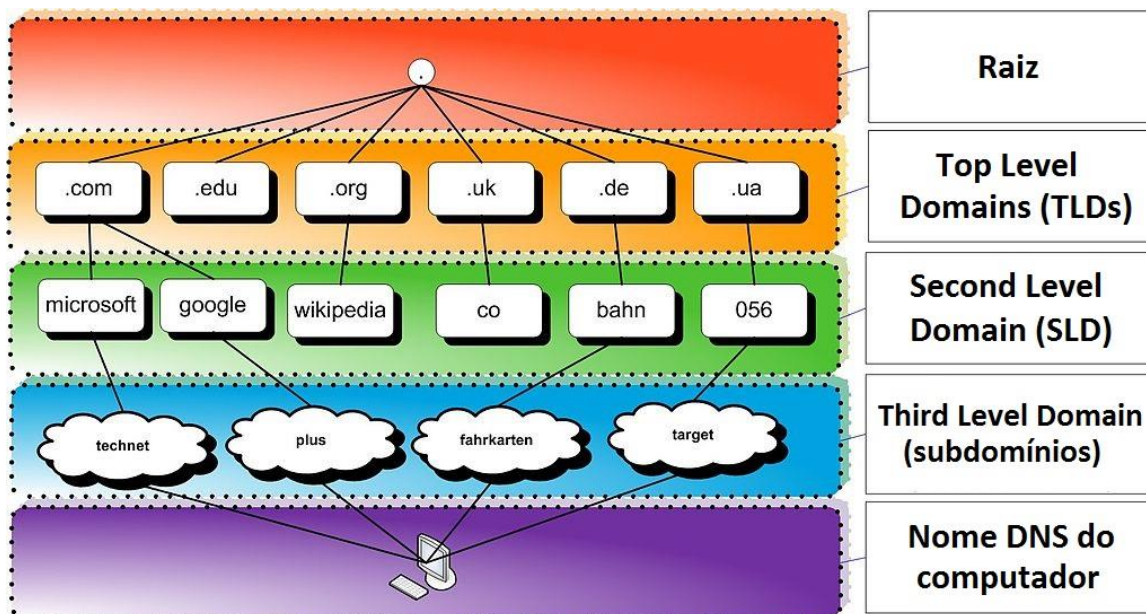 .
Raiz
.com
.edu
.org
.uk
.de
.ua
Top Level
Domains (TLDs)
microsoft
google
wikipedia
co
bahn
056
Second Level
Domain (SLD)
technet
plus
fahrkarten
target
Third Level Domain
(subdomínios)
Nome DNS do
computador